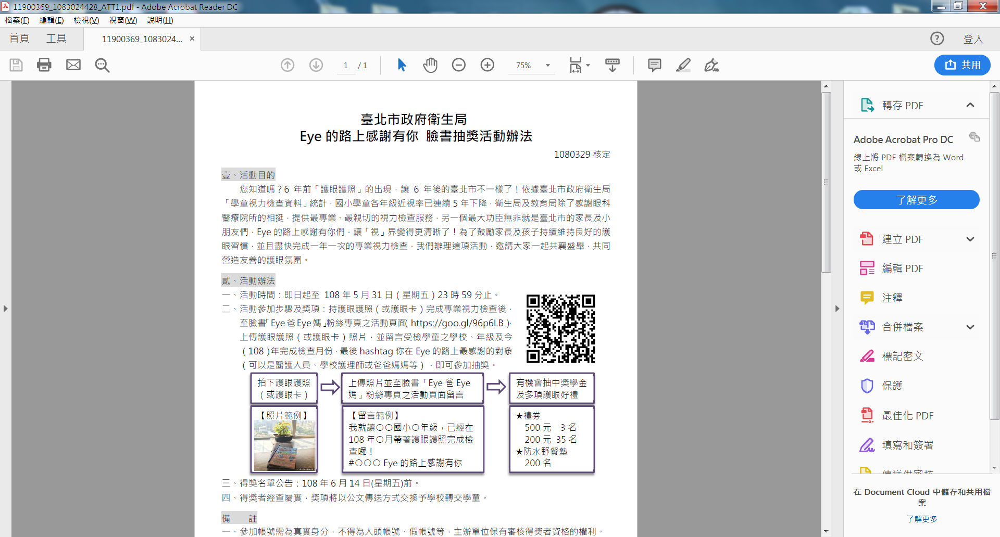 11900369_1083024428_ATT1.pdf - Adobe Acrobat Reader DC
檔案(F) 編輯(E) 檢視(V) 視窗(W) 說明(H)
首頁 工具 11900369_1083024... × 登入
1 / 1 75% 共用
臺北市政府衛生局
Eye 的路上感謝有你 臉書抽獎活動辦法
1080329 核定
壹、活動目的
您知道嗎？6 年前「護眼護照」的出現，讓 6 年後的臺北市不一樣了！依據臺北市政府衛生局
「學童視力檢查資料」統計，國小學童各年級近視率已連續 5 年下降，衛生局及教育局除了感謝眼科
醫療院所的相挺，提供最專業、最親切的視力檢查服務，另一個最大功臣無非就是臺北市的家長及小
朋友們，Eye 的路上感謝有你們，讓「視」界變得更清晰了！為了鼓勵家長及孩子持續維持良好的護
眼習慣，並且盡快完成一年一次的專業視力檢查，我們辦理這項活動，邀請大家一起共襄盛舉，共同
營造友善的護眼氛圍。
貳、活動辦法
一、活動時間：即日起至 108 年 5 月 31 日（星期五）23 時 59 分止。
二、活動參加步驟及獎項：持護眼護照（或護眼卡）完成專業視力檢查後，
至臉書「Eye 爸 Eye 媽」粉絲專頁之活動頁面（https://goo.gl/96p6LB），
上傳護眼護照（或護眼卡）照片，並留言受檢學童之學校、年級及今
（108）年完成檢查月份，最後 hashtag 你在 Eye 的路上最感謝的對象
（可以是醫護人員、學校護理師或爸爸媽媽等），即可參加抽獎。
拍下護眼護照
（或護眼卡）
上傳照片並至臉書「Eye 爸 Eye
媽」粉絲專頁之活動頁面留言
有機會抽中獎學金
及多項護眼好禮
【照片範例】
【留言範例】
我就讀〇〇國小〇年級，已經在
108 年〇月帶著護眼護照完成檢
查囉！
#〇〇〇 Eye 的路上感謝有你
★禮券
500 元 3 名
200 元 35 名
★防水野餐墊
200 名
三、得獎名單公告：108 年 6 月 14 日(星期五)前。
四、得獎者經查屬實，獎項將以公文傳送方式交換予學校轉交學童。
備 註
一、參加帳號需為真實身分，不得為人頭帳號、假帳號等，主辦單位保有審核得獎者資格的權利。
轉存 PDF
Adobe Acrobat Pro DC
線上將 PDF 檔案轉換為 Word
或 Excel
了解更多
建立 PDF
編輯 PDF
注釋
合併檔案
標記密文
保護
最佳化 PDF
填寫和簽署
傳送供審核
在 Document Cloud 中儲存和共用檔
案
了解更多